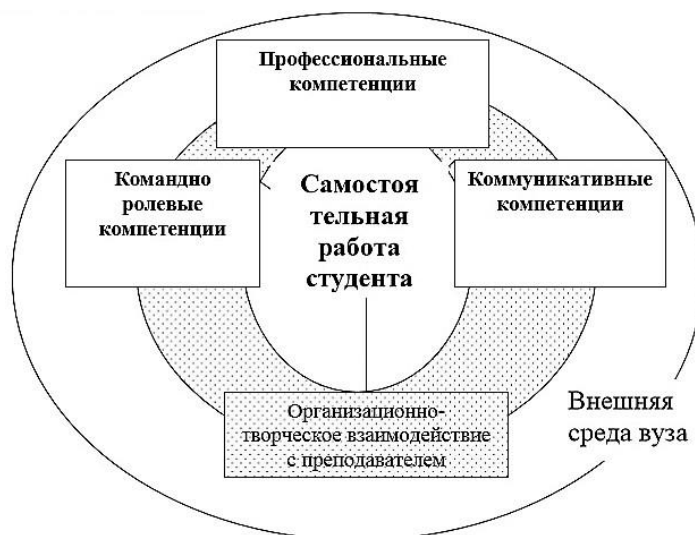 Профессиональные
компетенции
Командно
ролевые
компетенции
Самостоя
тельная
работа
студента
Коммуникативные
компетенции
Организационно-
творческое взаимодействие
с преподавателем
Внешняя
среда вуза